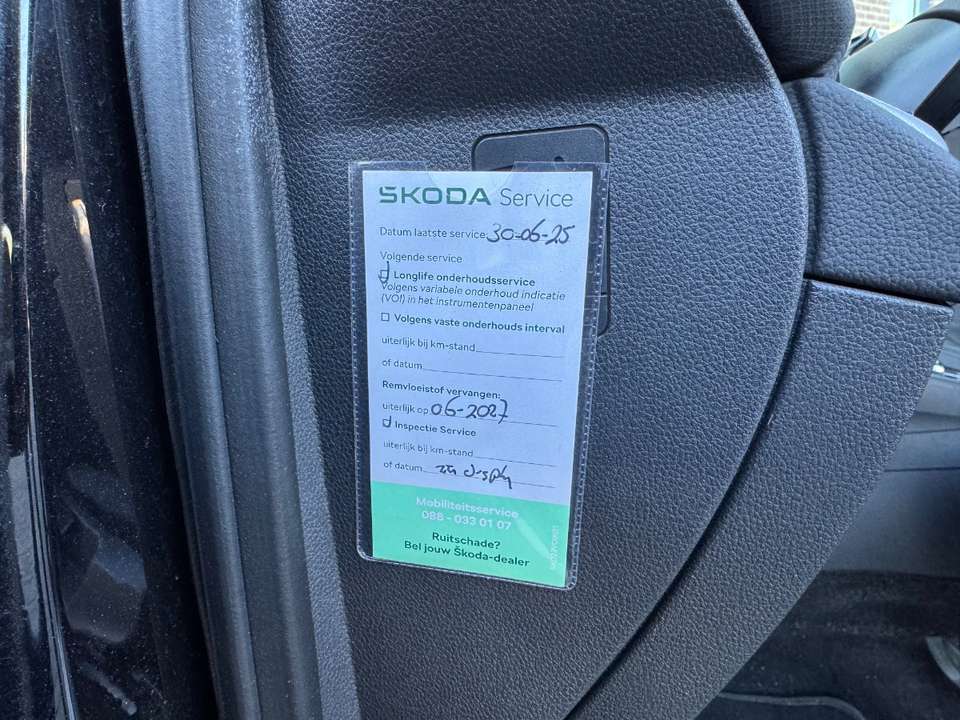 ŠKODA Service
Datum laatste service: 30-06-25
Volgende service
Longlife onderhoudsservice
Volgens variabele onderhoud indicatie
(VOI) in het instrumentenpaneel
Volgens vaste onderhouds interval
uiterlijk bij km-stand
of datum
Remvloeistof vervangen:
uiterlijk op 06-2027
Inspectie Service
uiterlijk bij km-stand
of datum
Mobiliteitsservice
088 - 033 01 07
Ruitschade?
Bel jouw Škoda-dealer